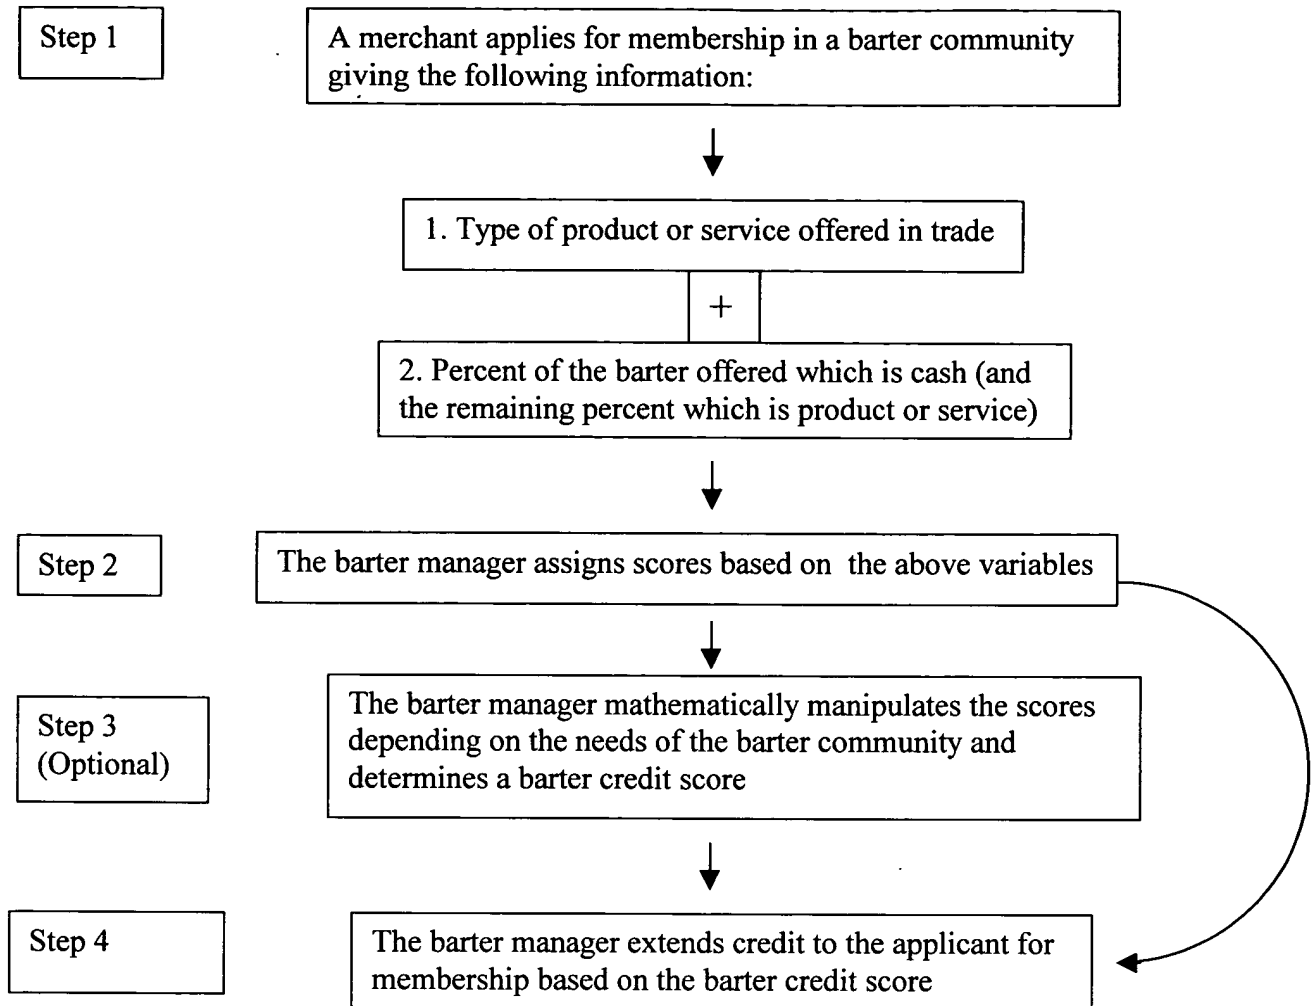 Step 1
A merchant applies for membership in a barter community
giving the following information:
1. Type of product or service offered in trade
+
2. Percent of the barter offered which is cash (and
the remaining percent which is product or service)
Step 2
The barter manager assigns scores based on the above variables
Step 3
(Optional)
The barter manager mathematically manipulates the scores
depending on the needs of the barter community and
determines a barter credit score
Step 4
The barter manager extends credit to the applicant for
membership based on the barter credit score